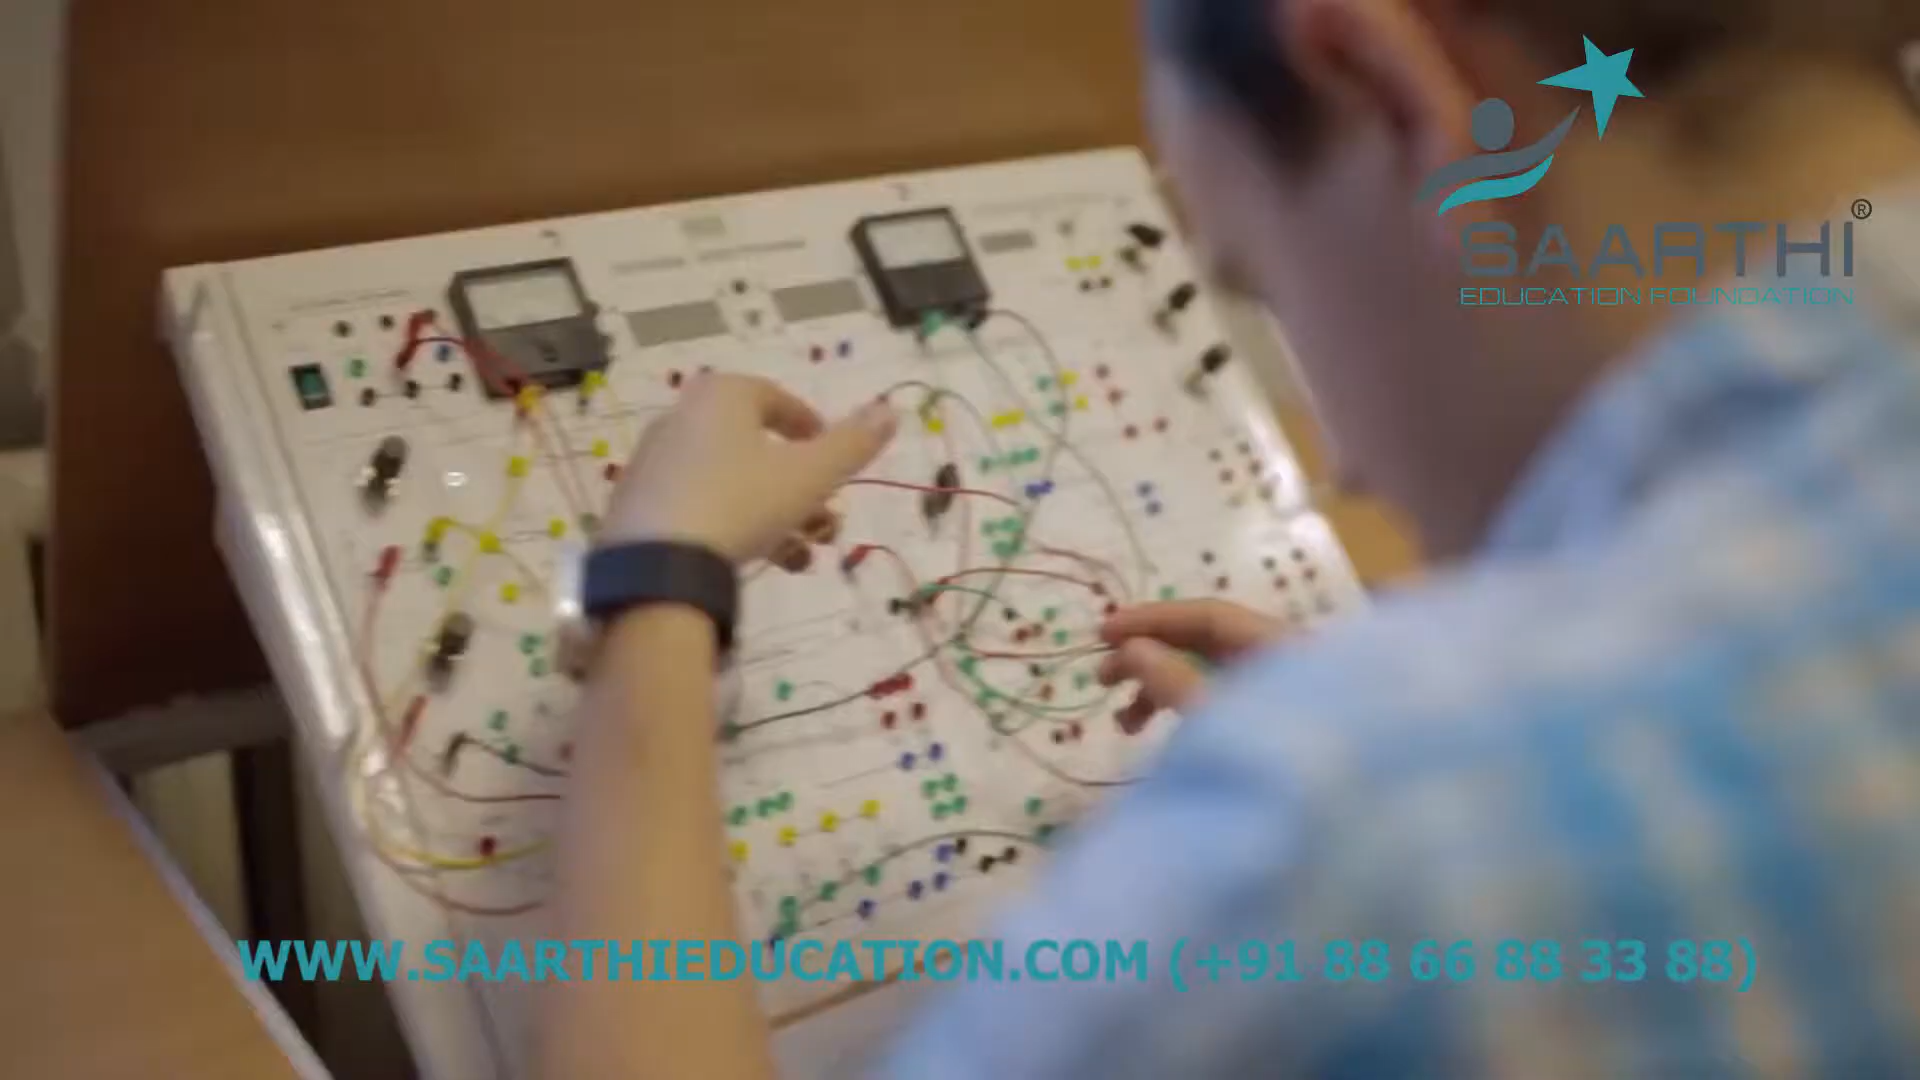 SAARTHI®
EDUCATION FOUNDATION
WWW.SAARTHIEDUCATION.COM (+91 88 66 88 33 88)